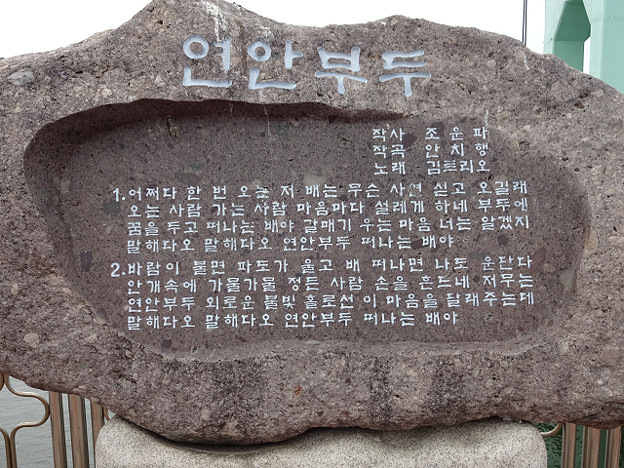 연안부두
작사 조운파
작곡 안치행
노래 김트리오
1. 어쩌다 한 번 오는 저 배는 무슨 사연 싣고 오길래
오는 사람 가는 사람 마음마다 설레게 하네 부두에
꿈을 두고 떠나는 배야 갈매기 우는 마음 너는 알겠지
말해다오 말해다오 연안부두 떠나는 배야
2. 바람이 불면 파도가 울고 배 떠나면 나도 운단다
안개속에 가물가물 정든 사람 손을 흔드네 저무는
연안부두 외로운 불빛 홀로선 이 마음을 달래주는데
말해다오 말해다오 연안부두 떠나는 배야